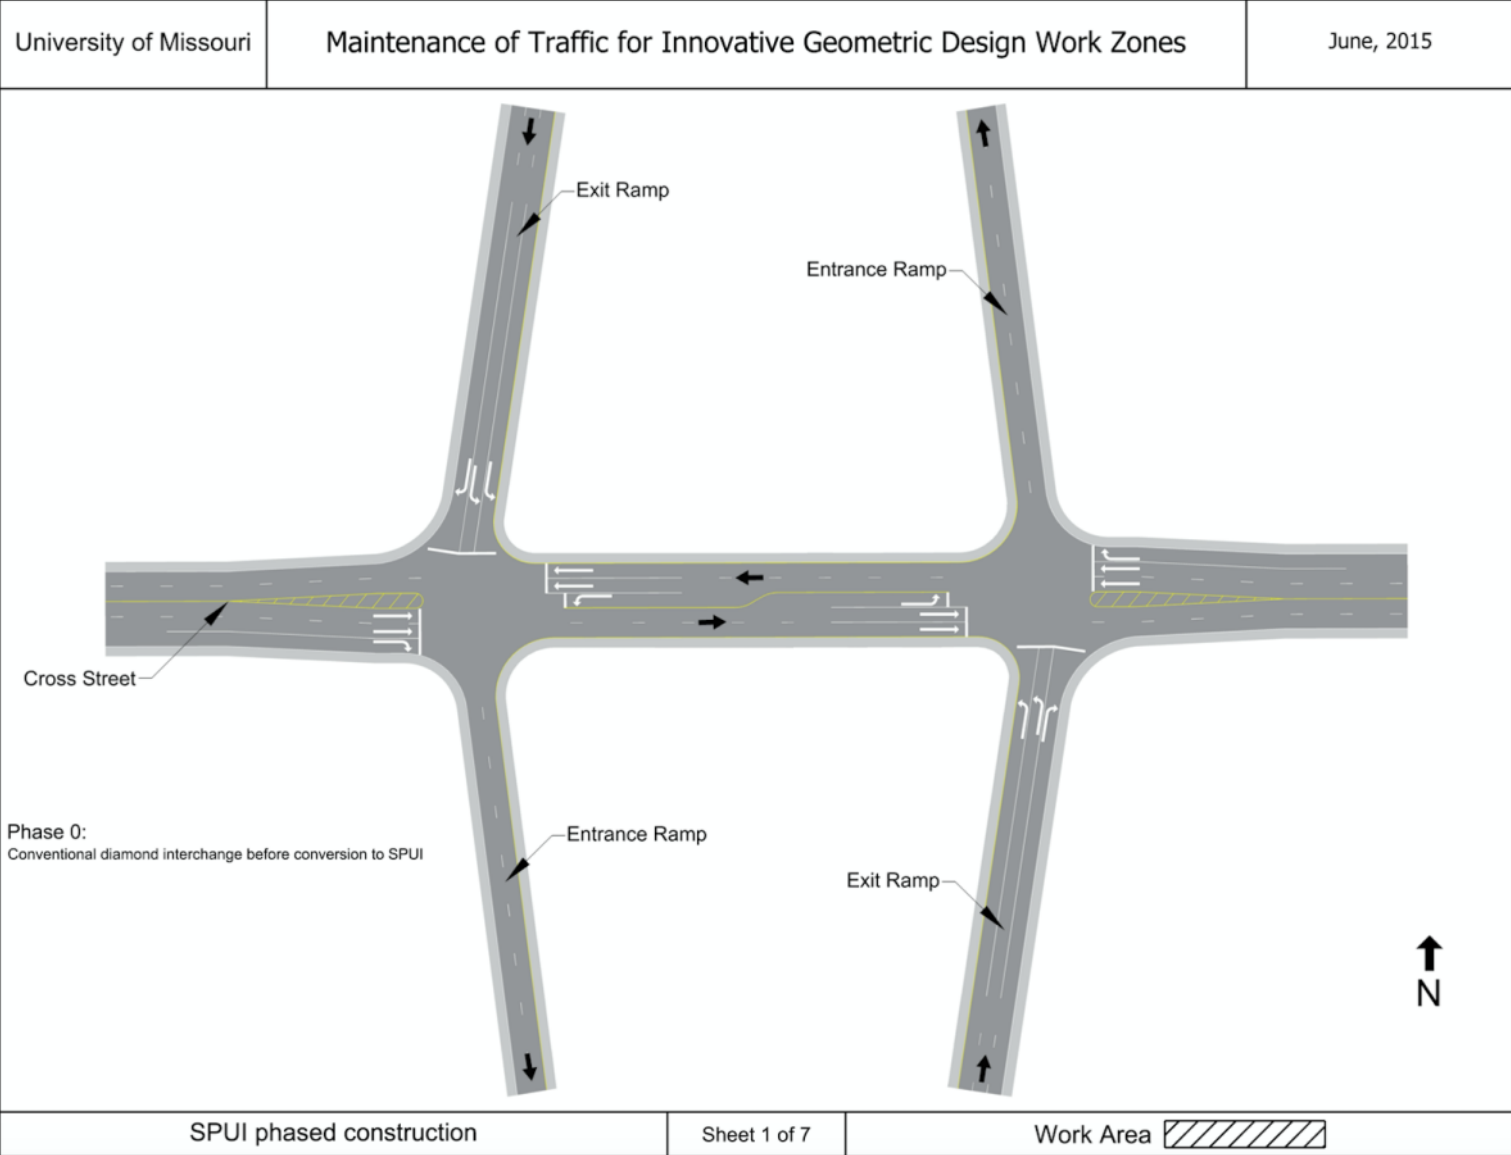 University of Missouri
Maintenance of Traffic for Innovative Geometric Design Work Zones
June, 2015
Exit Ramp
Entrance Ramp
Cross Street
Phase 0:
Conventional diamond interchange before conversion to SPUI
Entrance Ramp
Exit Ramp
N
SPUI phased construction
Sheet 1 of 7
Work Area